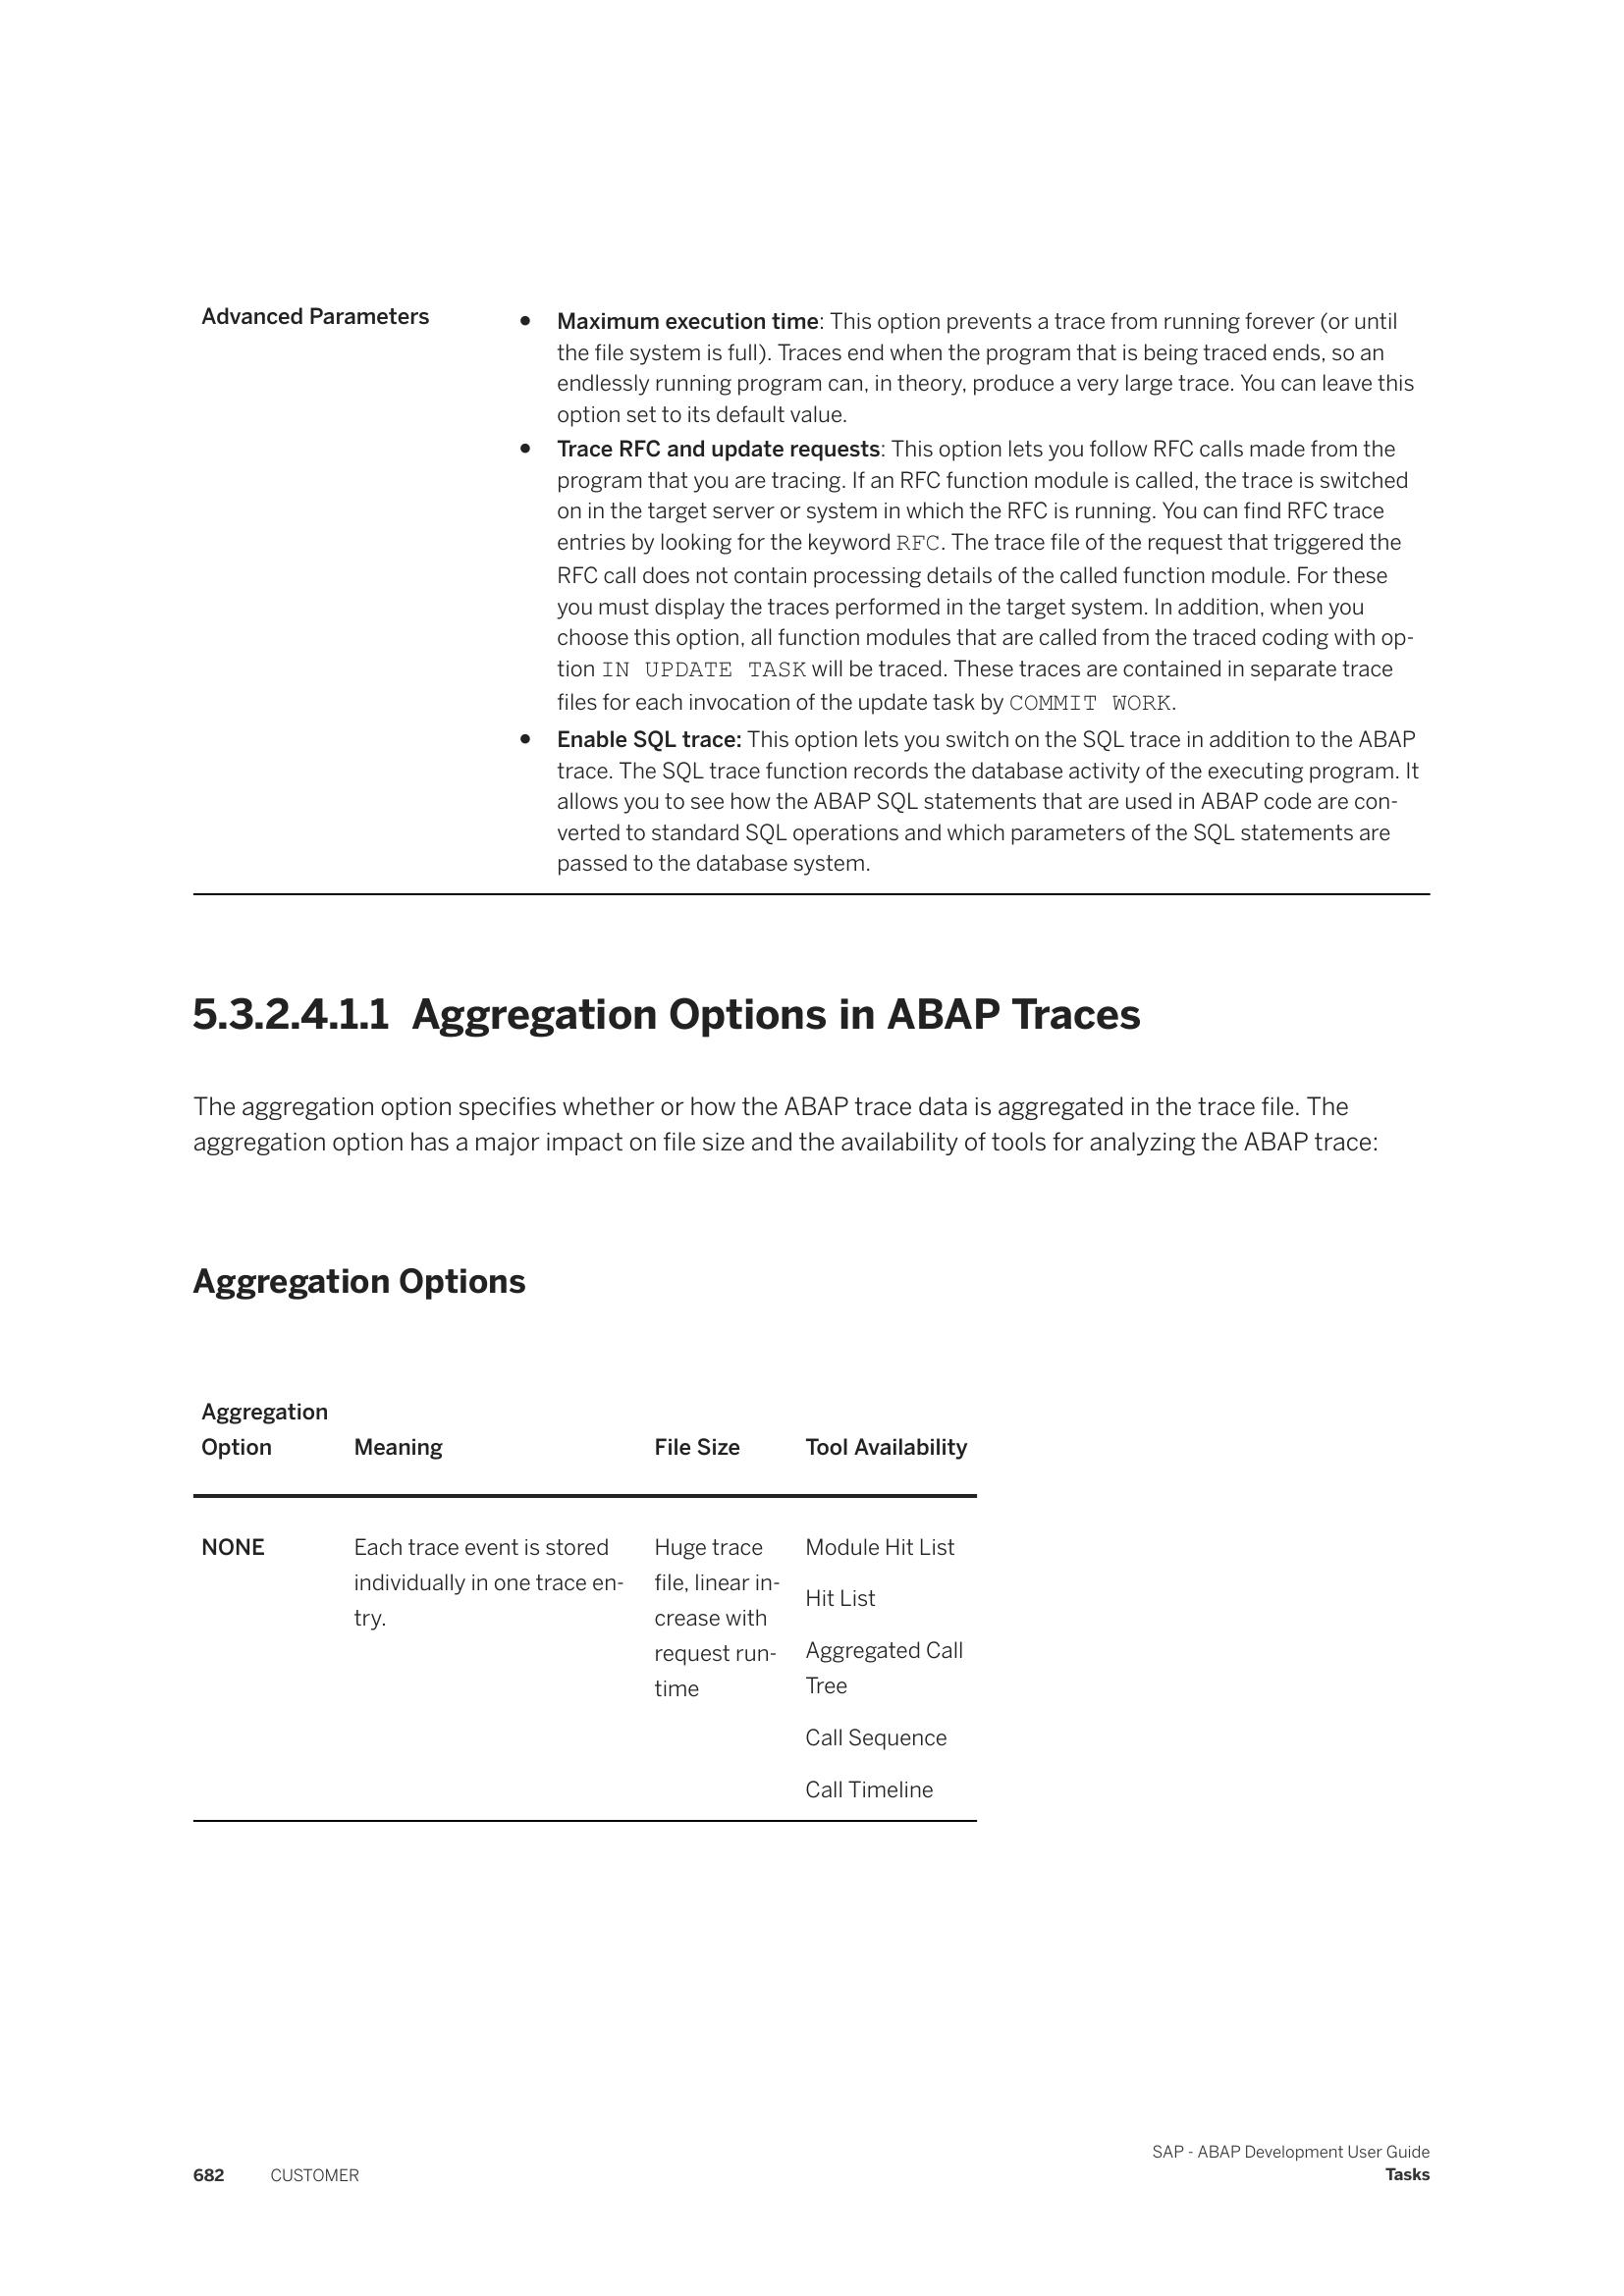 Advanced Parameters
• Maximum execution time: This option prevents a trace from running forever (or until
the file system is full). Traces end when the program that is being traced ends, so an
endlessly running program can, in theory, produce a very large trace. You can leave this
option set to its default value.
• Trace RFC and update requests: This option lets you follow RFC calls made from the
program that you are tracing. If an RFC function module is called, the trace is switched
on in the target server or system in which the RFC is running. You can find RFC trace
entries by looking for the keyword RFC. The trace file of the request that triggered the
RFC call does not contain processing details of the called function module. For these
you must display the traces performed in the target system. In addition, when you
choose this option, all function modules that are called from the traced coding with op-
tion IN UPDATE TASK will be traced. These traces are contained in separate trace
files for each invocation of the update task by COMMIT WORK.
• Enable SQL trace: This option lets you switch on the SQL trace in addition to the ABAP
trace. The SQL trace function records the database activity of the executing program. It
allows you to see how the ABAP SQL statements that are used in ABAP code are con-
verted to standard SQL operations and which parameters of the SQL statements are
passed to the database system.
5.3.2.4.1.1 Aggregation Options in ABAP Traces
The aggregation option specifies whether or how the ABAP trace data is aggregated in the trace file. The
aggregation option has a major impact on file size and the availability of tools for analyzing the ABAP trace:
Aggregation Options
Aggregation
Option
Meaning
File Size
Tool Availability
NONE
Each trace event is stored
individually in one trace en-
try.
Huge trace
file, linear in-
crease with
request run-
time
Module Hit List
Hit List
Aggregated Call
Tree
Call Sequence
Call Timeline
682 CUSTOMER
SAP - ABAP Development User Guide
Tasks